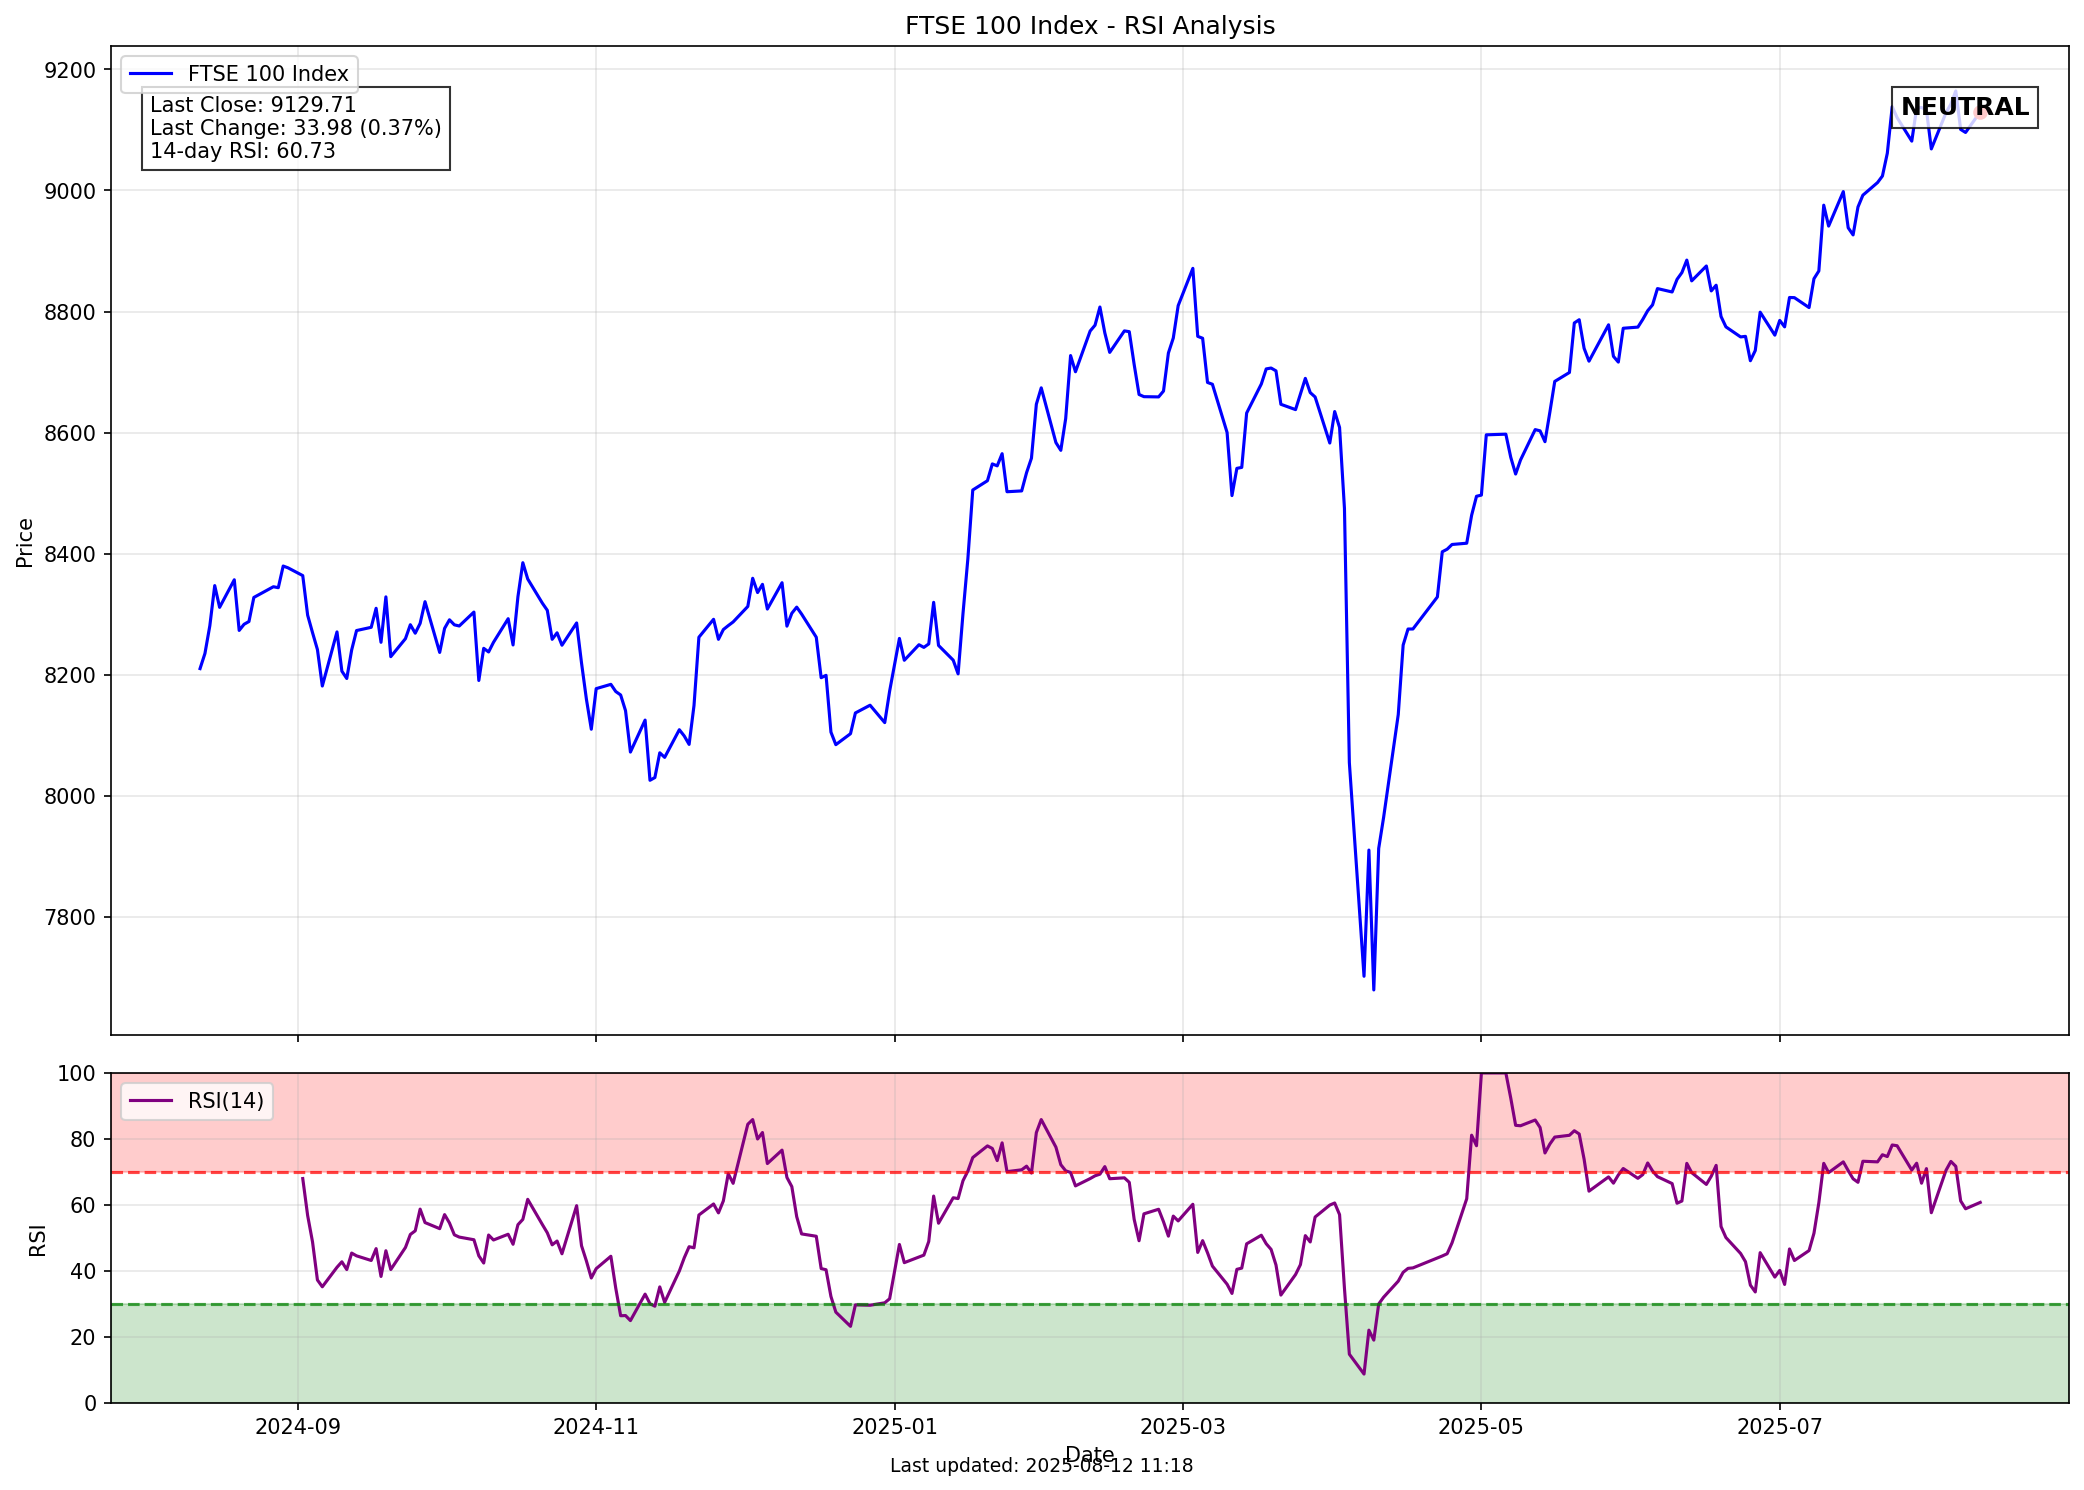 FTSE 100 Index - RSI Analysis
FTSE 100 Index
Last Close: 9129.71
Last Change: 33.98 (0.37%)
14-day RSI: 60.73
NEUTRAL
9200
9000
8800
8600
8400
8200
8000
7800
Price
RSI(14)
100
80
60
40
20
0
RSI
2024-09
2024-11
2025-01
2025-03
2025-05
2025-07
Date
Last updated: 2025-08-12 11:18